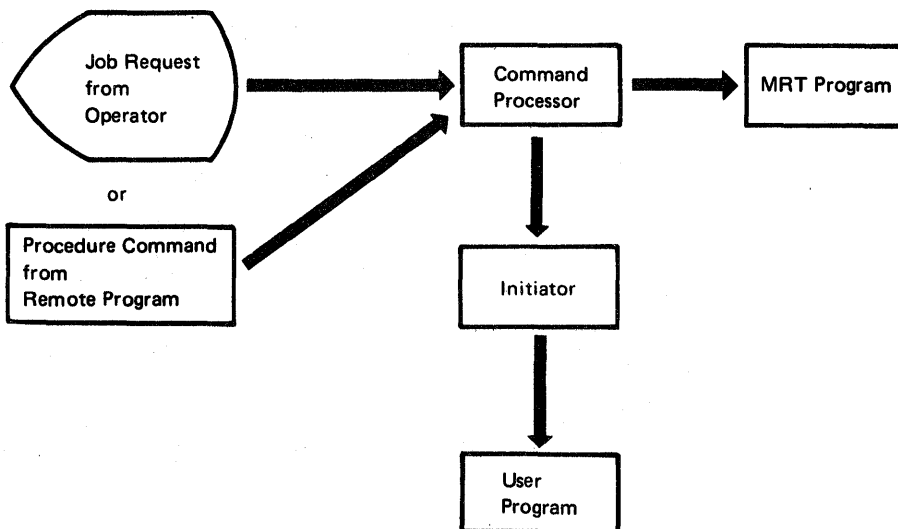 Job Request
from
Operator
or
Procedure Command
from
Remote Program
Command
Processor
MRT Program
Initiator
User
Program